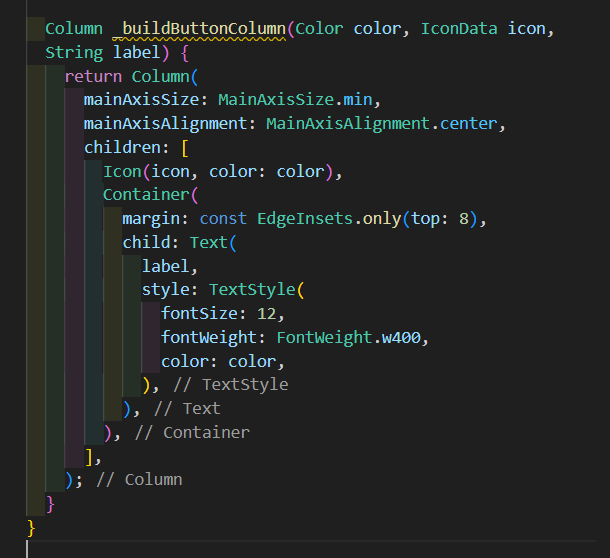 Column _buildButtonColumn(Color color, IconData icon,
String label) {
return Column(
mainAxisSize: MainAxisSize.min,
mainAxisAlignment: MainAxisAlignment.center,
children: [
Icon(icon, color: color),
Container(
margin: const EdgeInsets.only(top: 8),
child: Text(
label,
style: TextStyle(
fontSize: 12,
fontWeight: FontWeight.w400,
color: color,
), // TextStyle
), // Text
), // Container
],
); // Column
}
}